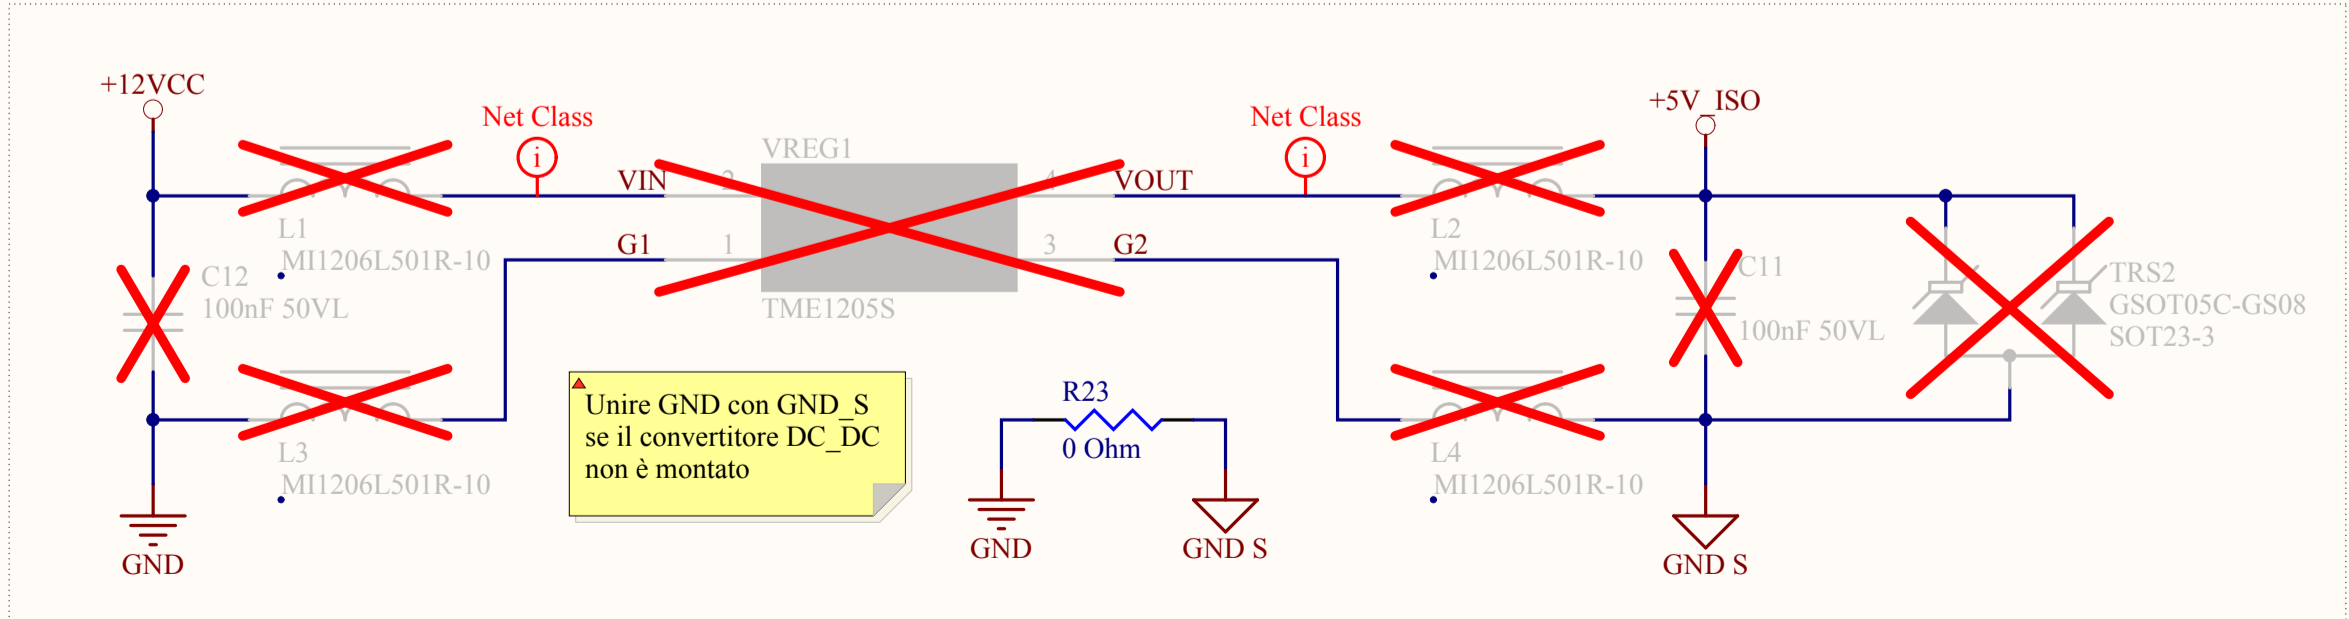 +12VCC
Net Class
i
VREG1
Net Class
i
+5V_ISO
VIN
2
4
VOUT
L1
MI1206L501R-10
G1
1
3
G2
L2
MI1206L501R-10
C12
100nF 50VL
TME1205S
C11
100nF 50VL
TRS2
GSOT05C-GS08
SOT23-3
Unire GND con GND_S
se il convertitore DC_DC
non è montato
R23
0 Ohm
L3
MI1206L501R-10
L4
MI1206L501R-10
GND
GND
GND S
GND S